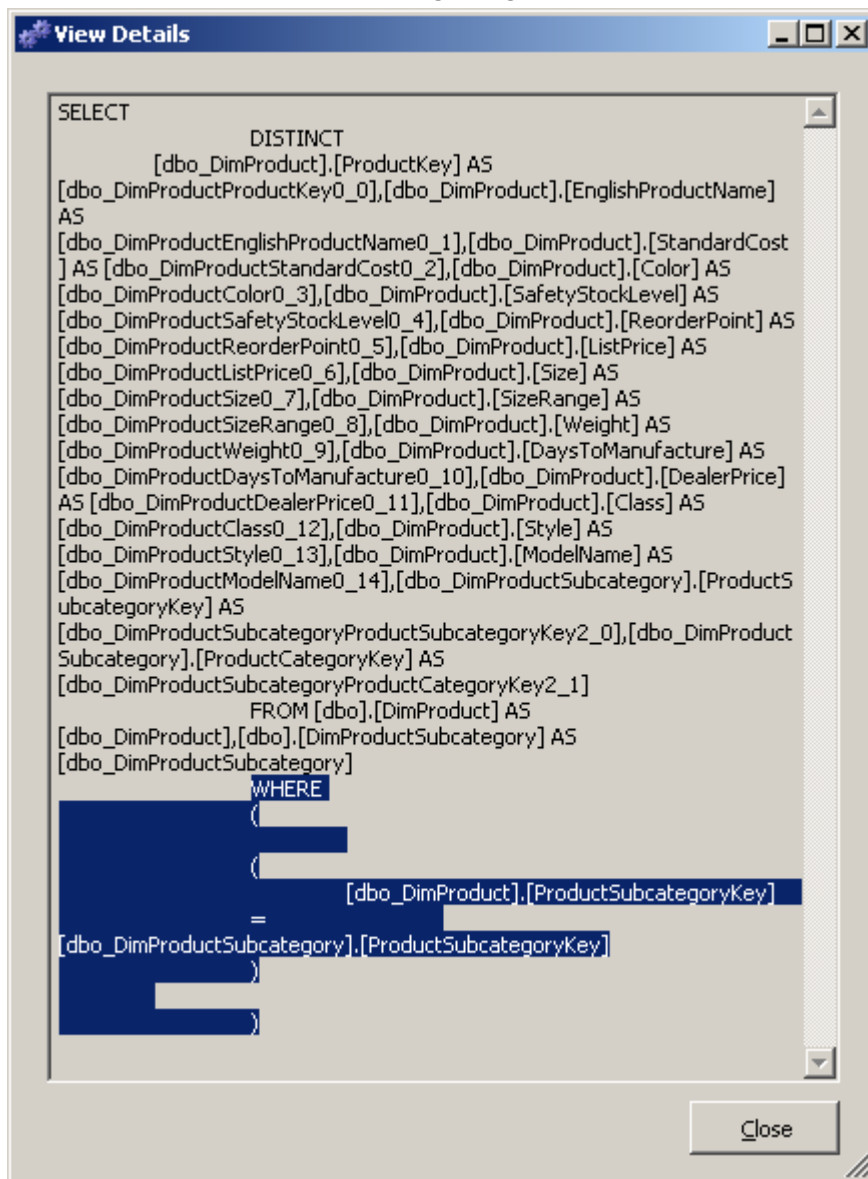 View Details
SELECT
DISTINCT
[dbo_DimProduct].[ProductKey] AS
[dbo_DimProductProductKey0_0],[dbo_DimProduct].[EnglishProductName]
AS
[dbo_DimProductEnglishProductName0_1],[dbo_DimProduct].[StandardCost
] AS [dbo_DimProductStandardCost0_2],[dbo_DimProduct].[Color] AS
[dbo_DimProductColor0_3],[dbo_DimProduct].[SafetyStockLevel] AS
[dbo_DimProductSafetyStockLevel0_4],[dbo_DimProduct].[ReorderPoint] AS
[dbo_DimProductReorderPoint0_5],[dbo_DimProduct].[ListPrice] AS
[dbo_DimProductListPrice0_6],[dbo_DimProduct].[Size] AS
[dbo_DimProductSize0_7],[dbo_DimProduct].[SizeRange] AS
[dbo_DimProductSizeRange0_8],[dbo_DimProduct].[Weight] AS
[dbo_DimProductWeight0_9],[dbo_DimProduct].[DaysToManufacture] AS
[dbo_DimProductDaysToManufacture0_10],[dbo_DimProduct].[DealerPrice]
AS [dbo_DimProductDealerPrice0_11],[dbo_DimProduct].[Class] AS
[dbo_DimProductClass0_12],[dbo_DimProduct].[Style] AS
[dbo_DimProductStyle0_13],[dbo_DimProduct].[ModelName] AS
[dbo_DimProductModelName0_14],[dbo_DimProductSubcategory].[ProductS
ubcategoryKey] AS
[dbo_DimProductSubcategoryProductSubcategoryKey2_0],[dbo_DimProduct
Subcategory].[ProductCategoryKey] AS
[dbo_DimProductSubcategoryProductCategoryKey2_1]
FROM [dbo].[DimProduct] AS
[dbo_DimProduct],[dbo].[DimProductSubcategory] AS
[dbo_DimProductSubcategory]
WHERE
(
(
[dbo_DimProduct].[ProductSubcategoryKey]
=
[dbo_DimProductSubcategory].[ProductSubcategoryKey]
)
)
Close